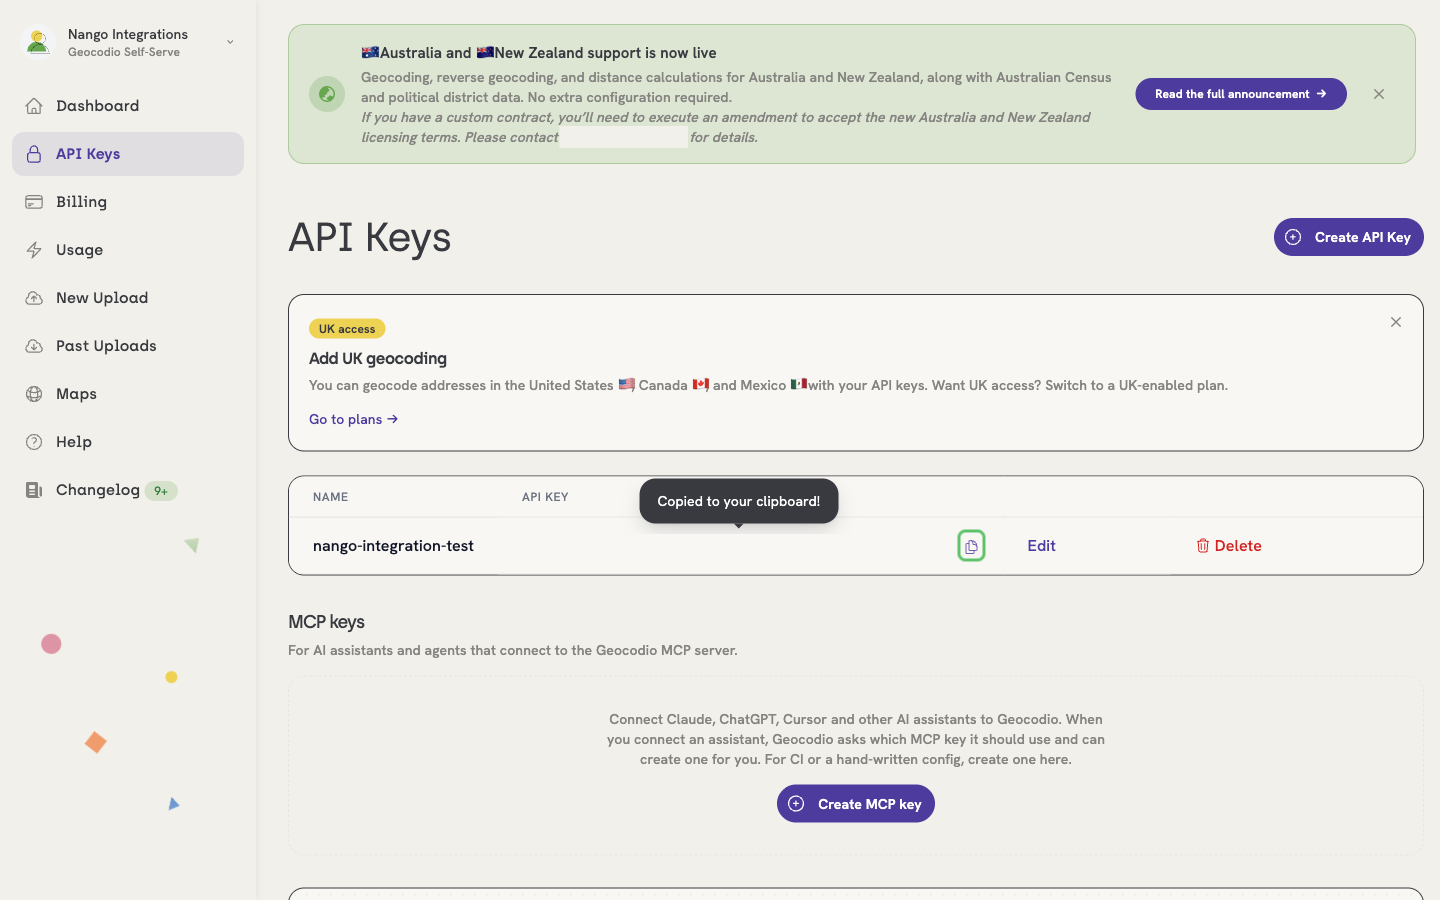 Nango Integrations
Geocodio Self-Serve
Dashboard
API Keys
Billing
Usage
New Upload
Past Uploads
Maps
Help
Changelog 9+
Australia and New Zealand support is now live
Geocoding, reverse geocoding, and distance calculations for Australia and New Zealand, along with Australian Census
and political district data. No extra configuration required.
If you have a custom contract, you'll need to execute an amendment to accept the new Australia and New Zealand
licensing terms. Please contact for details.
Read the full announcement →
API Keys
Create API Key
UK access
Add UK geocoding
You can geocode addresses in the United States 🇺🇸, Canada 🇨🇦, and Mexico 🇲🇽 with your API keys. Want UK access? Switch to a UK-enabled plan.
Go to plans →
NAME API KEY
Copied to your clipboard!
nango-integration-test Edit Delete
MCP keys
For AI assistants and agents that connect to the Geocodio MCP server.
Connect Claude, ChatGPT, Cursor and other AI assistants to Geocodio. When
you connect an assistant, Geocodio asks which MCP key it should use and can
create one for you. For CI or a hand-written config, create one here.
Create MCP key